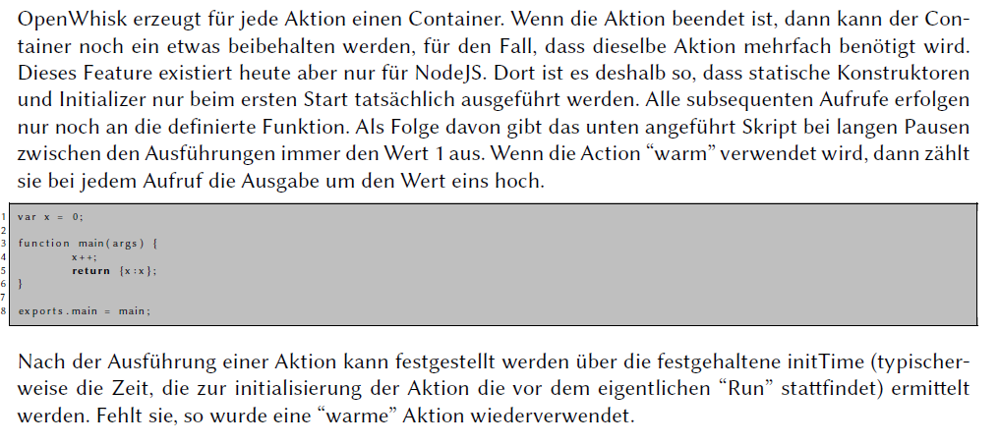 OpenWhisk erzeugt für jede Aktion einen Container. Wenn die Aktion beendet ist, dann kann der Con-
tainer noch ein etwas beibehalten werden, für den Fall, dass dieselbe Aktion mehrfach benötigt wird.
Dieses Feature existiert heute aber nur für NodeJS. Dort ist es deshalb so, dass statische Konstruktoren
und Initializer nur beim ersten Start tatsächlich ausgeführt werden. Alle subsequenten Aufrufe erfolgen
nur noch an die definierte Funktion. Als Folge davon gibt das unten angeführt Skript bei langen Pausen
zwischen den Ausführungen immer den Wert 1 aus. Wenn die Action “warm” verwendet wird, dann zählt
sie bei jedem Aufruf die Ausgabe um den Wert eins hoch.
1 var x = 0;
2
3 function main(args) {
4 x++;
5 return {x:x};
6 }
7
8 exports.main = main;
Nach der Ausführung einer Aktion kann festgestellt werden über die festgehaltene initTime (typischer-
weise die Zeit, die zur initialisierung der Aktion die vor dem eigentlichen “Run” stattfindet) ermittelt
werden. Fehlt sie, so wurde eine “warme” Aktion wiederverwendet.